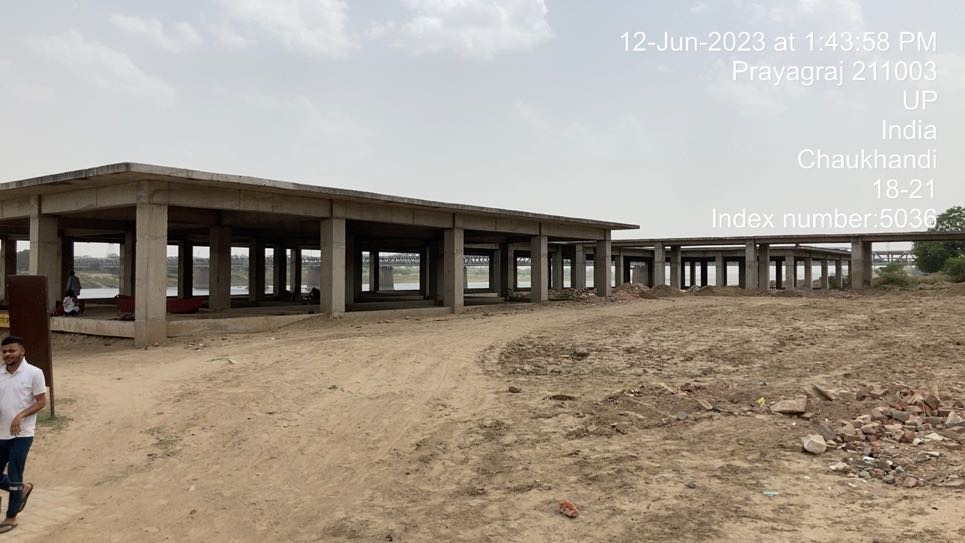 12-Jun-2023 at 1:43:58 PM
Prayagraj 211003
UP
India
Chaukhandi
18-21
Index number:5036